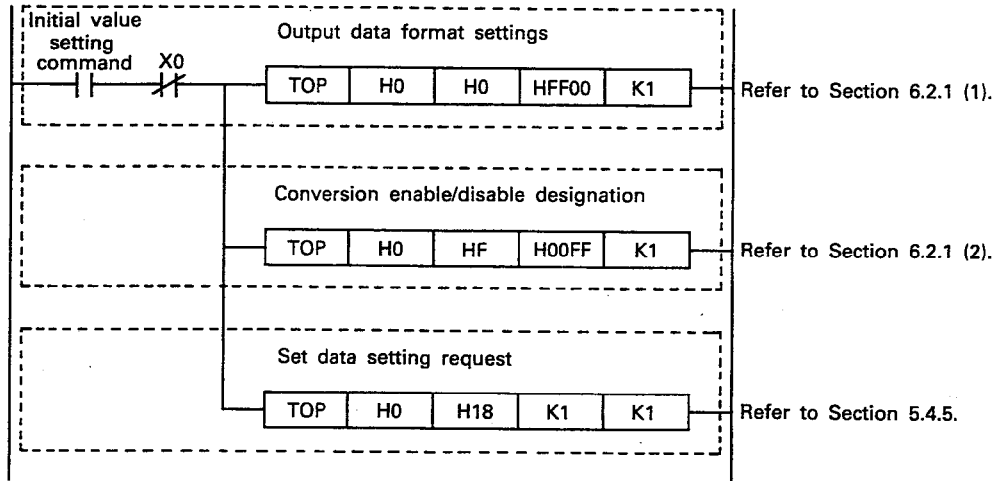 Initial value
setting
command
X0
Output data format settings
TOP H0 H0 HFF00 K1
Refer to Section 6.2.1 (1).
Conversion enable/disable designation
TOP H0 HF H00FF K1
Refer to Section 6.2.1 (2).
Set data setting request
TOP H0 H18 K1 K1
Refer to Section 5.4.5.